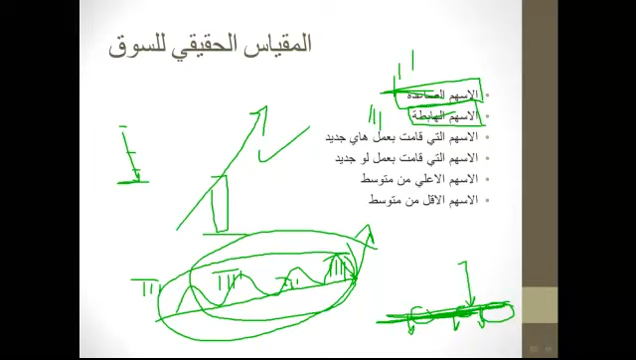 المقياس الحقيقي للسوق
الاسهم الصاعده
الاسهم الهابطة
الاسهم التي قامت بعمل هاي جديد
الاسهم التي قامت بعمل لو جديد
الاسهم الاعلي من متوسط
الاسهم الاقل من متوسط